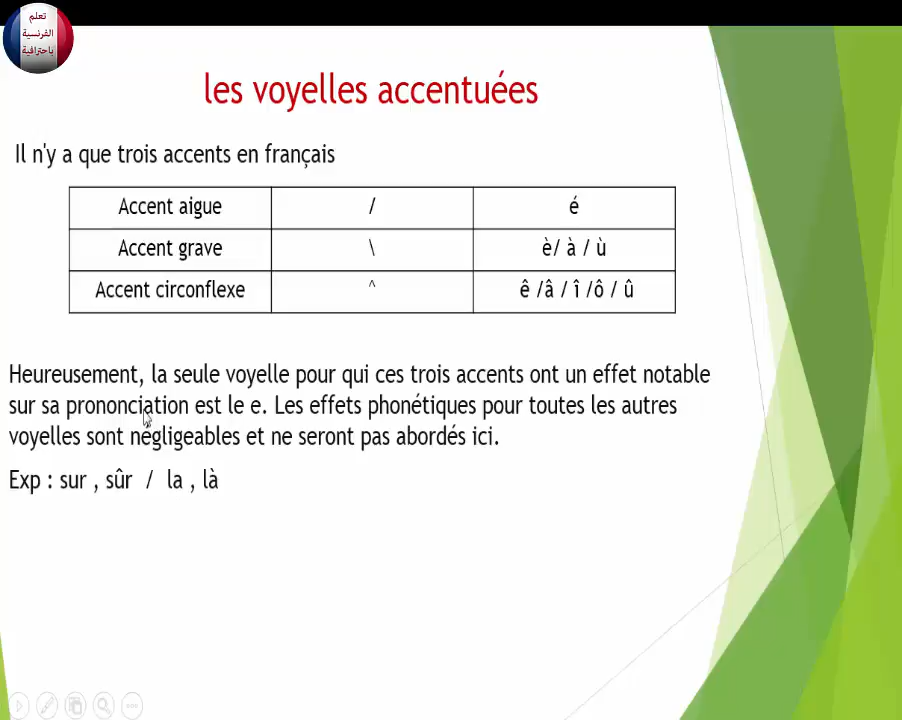 تعلم
الفرنسية
باحترافية
les voyelles accentuées
Il n'y a que trois accents en français
Accent aigue / é
Accent grave \ è/ à / ù
Accent circonflexe ^ ê /â / î /ô / û
Heureusement, la seule voyelle pour qui ces trois accents ont un effet notable
sur sa prononciation est le e. Les effets phonétiques pour toutes les autres
voyelles sont négligeables et ne seront pas abordés ici.
Exp : sur , sûr / la , là